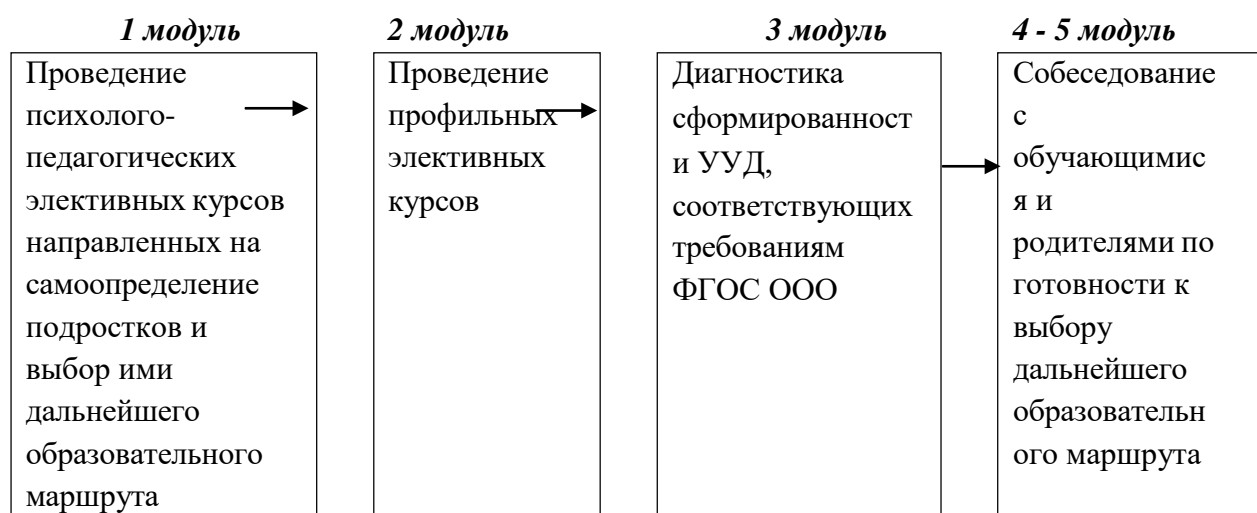 1 модуль
Проведение
психолого-
педагогических
элективных курсов
направленных на
самоопределение
подростков и
выбор ими
дальнейшего
образовательного
маршрута
2 модуль
Проведение
профильных
элективных
курсов
3 модуль
Диагностика
сформированност
и УУД,
соответствующих
требованиям
ФГОС ООО
4 - 5 модуль
Собеседование
с
обучающимис
я и
родителями по
готовности к
выбору
дальнейшего
образовательн
ого маршрута